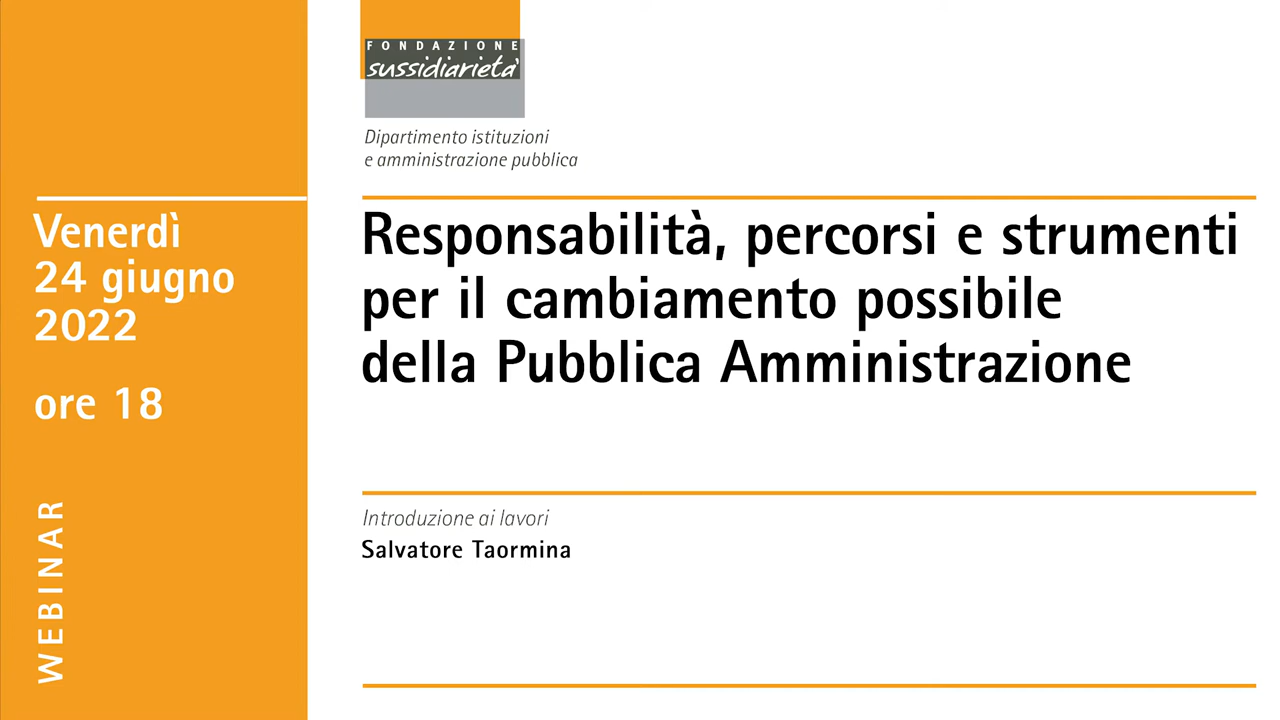 FONDAZIONE
sussidiarietà
Dipartimento istituzioni
e amministrazione pubblica
Venerdì
24 giugno
2022
ore 18
WEBINAR
Responsabilità, percorsi e strumenti
per il cambiamento possibile
della Pubblica Amministrazione
Introduzione ai lavori
Salvatore Taormina